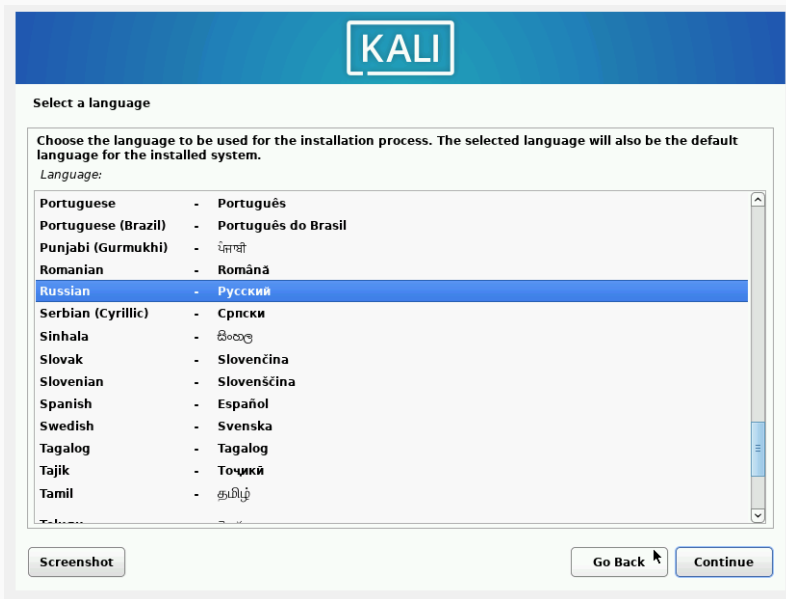 KALI
Select a language
Choose the language to be used for the installation process. The selected language will also be the default
language for the installed system.
Language:
Portuguese - Português
Portuguese (Brazil) - Português do Brasil
Punjabi (Gurmukhi) - ਪੰਜਾਬੀ
Romanian - Română
Russian - Русский
Serbian (Cyrillic) - Српски
Sinhala - සිංහල
Slovak - Slovenčina
Slovenian - Slovenščina
Spanish - Español
Swedish - Svenska
Tagalog - Tagalog
Tajik - Тоҷикӣ
Tamil - தமிழ்
Screenshot Go Back Continue